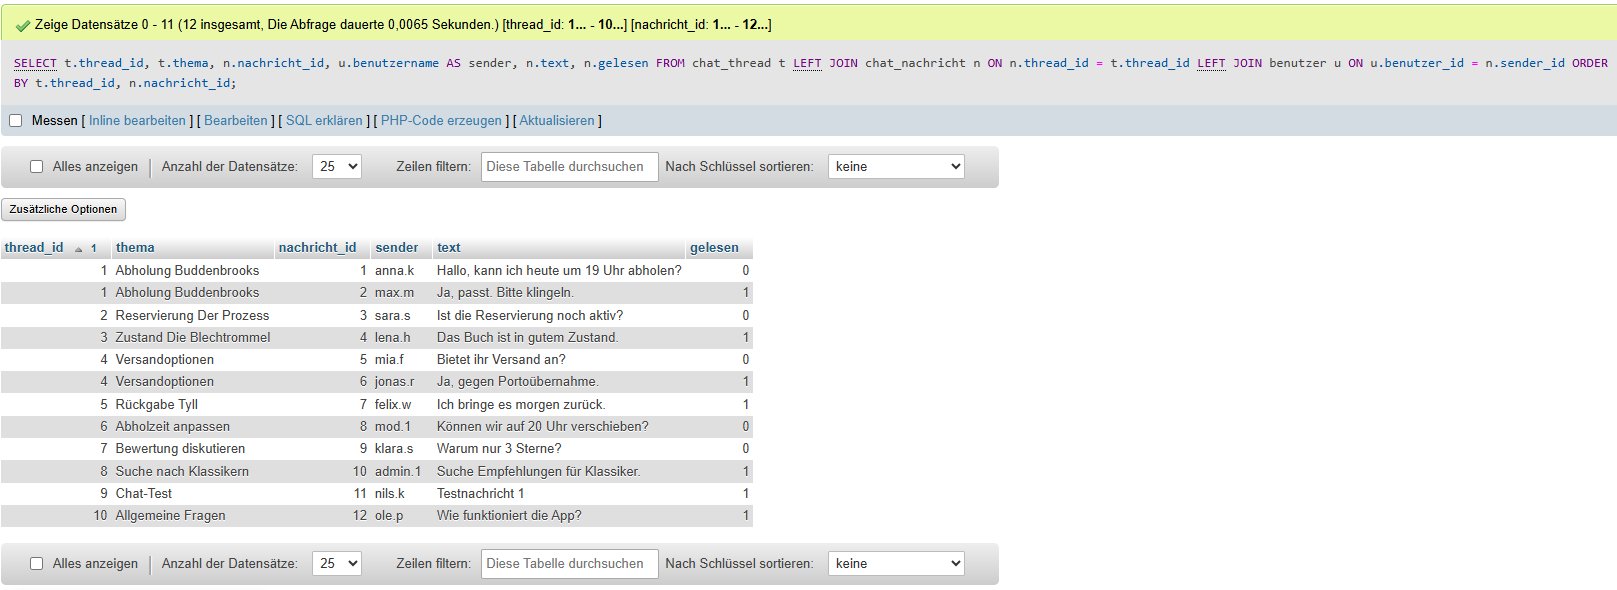 Zeige Datensätze 0 - 11 (12 insgesamt, Die Abfrage dauerte 0,0065 Sekunden.) [thread_id: 1... - 10...] [nachricht_id: 1... - 12...]
SELECT t.thread_id, t.thema, n.nachricht_id, u.benutzername AS sender, n.text, n.gelesen FROM chat_thread t LEFT JOIN chat_nachricht n ON n.thread_id = t.thread_id LEFT JOIN benutzer u ON u.benutzer_id = n.sender_id ORDER
BY t.thread_id, n.nachricht_id;
Messen [ Inline bearbeiten ] [ Bearbeiten ] [ SQL erklären ] [ PHP-Code erzeugen ] [ Aktualisieren ]
Alles anzeigen Anzahl der Datensätze: 25 Zeilen filtern: Diese Tabelle durchsuchen Nach Schlüssel sortieren: keine
Zusätzliche Optionen
thread_id 1 thema nachricht_id sender text gelesen
1 Abholung Buddenbrooks 1 anna.k Hallo, kann ich heute um 19 Uhr abholen? 0
1 Abholung Buddenbrooks 2 max.m Ja, passt. Bitte klingeln. 1
2 Reservierung Der Prozess 3 sara.s Ist die Reservierung noch aktiv? 0
3 Zustand Die Blechtrommel 4 lena.h Das Buch ist in gutem Zustand. 1
4 Versandoptionen 5 mia.f Bietet ihr Versand an? 0
4 Versandoptionen 6 jonas.r Ja, gegen Portoübernahme. 1
5 Rückgabe Tyll 7 felix.w Ich bringe es morgen zurück. 1
6 Abholzeit anpassen 8 mod.1 Können wir auf 20 Uhr verschieben? 0
7 Bewertung diskutieren 9 klara.s Warum nur 3 Sterne? 0
8 Suche nach Klassikern 10 admin.1 Suche Empfehlungen für Klassiker. 1
9 Chat-Test 11 nils.k Testnachricht 1 1
10 Allgemeine Fragen 12 ole.p Wie funktioniert die App? 1
Alles anzeigen Anzahl der Datensätze: 25 Zeilen filtern: Diese Tabelle durchsuchen Nach Schlüssel sortieren: keine